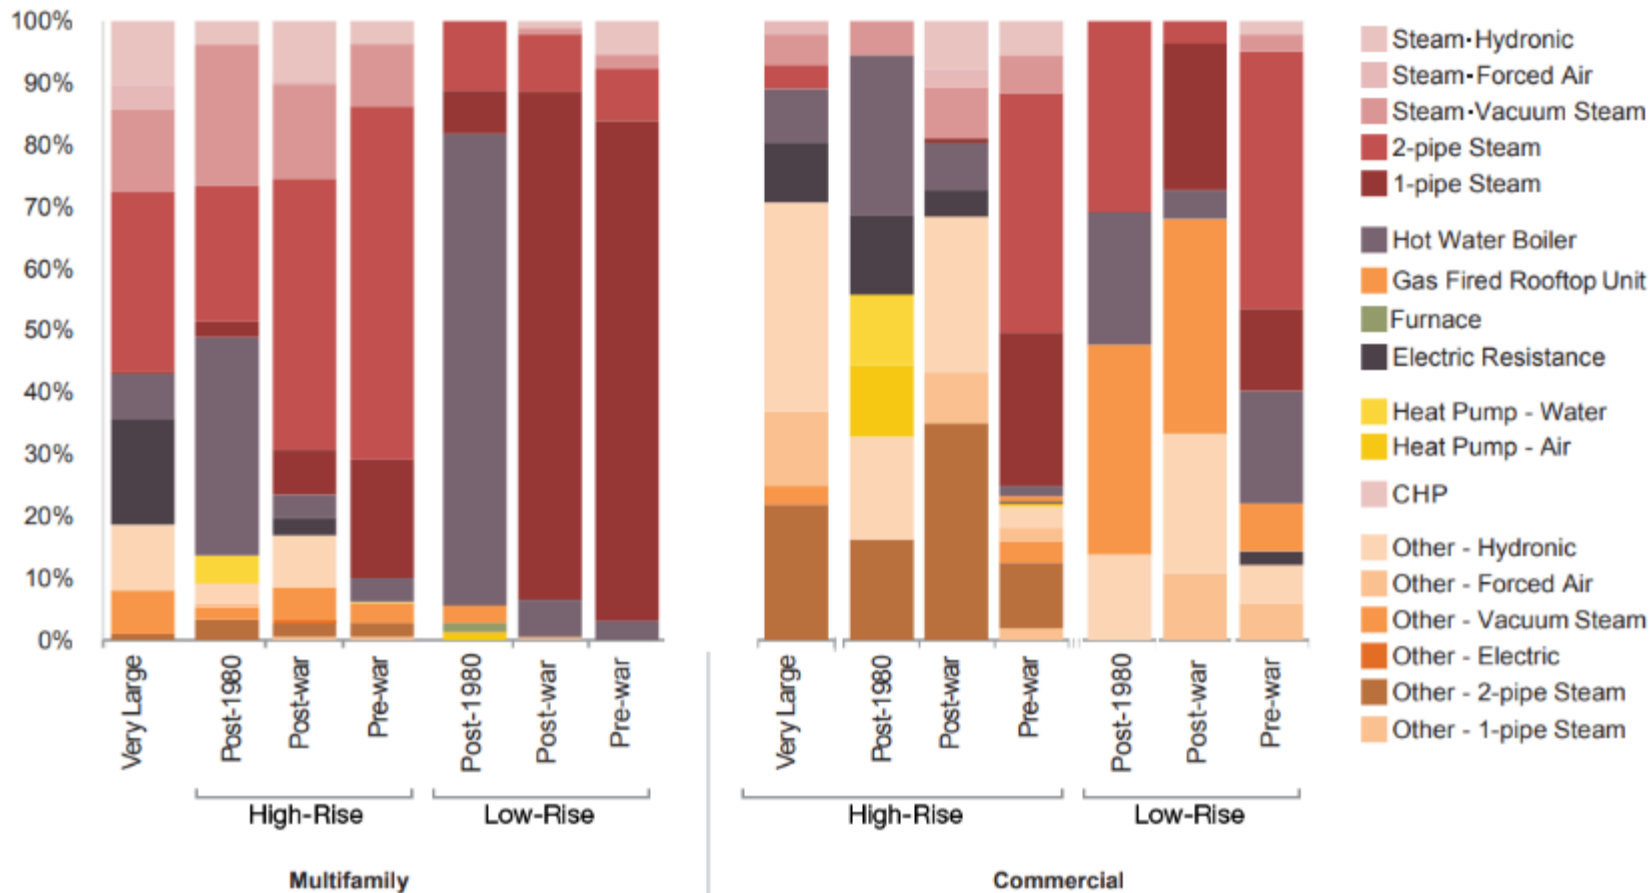 100%
90%
80%
70%
60%
50%
40%
30%
20%
10%
0%
Very Large
Post-1980
Post-war
Pre-war
Post-1980
Post-war
Pre-war
High-Rise
Low-Rise
Multifamily
Very Large
Post-1980
Post-war
Pre-war
Post-1980
Post-war
Pre-war
High-Rise
Low-Rise
Commercial
Steam·Hydronic
Steam·Forced Air
Steam·Vacuum Steam
2-pipe Steam
1-pipe Steam
Hot Water Boiler
Gas Fired Rooftop Unit
Furnace
Electric Resistance
Heat Pump - Water
Heat Pump - Air
CHP
Other - Hydronic
Other - Forced Air
Other - Vacuum Steam
Other - Electric
Other - 2-pipe Steam
Other - 1-pipe Steam